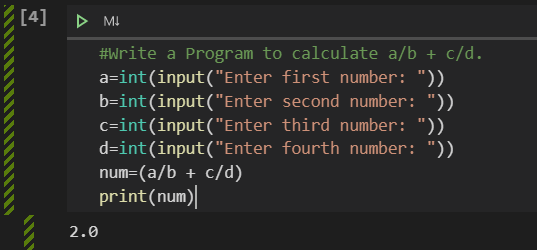 [4]
M↓
#Write a Program to calculate a/b + c/d.
a=int(input("Enter first number: "))
b=int(input("Enter second number: "))
c=int(input("Enter third number: "))
d=int(input("Enter fourth number: "))
num=(a/b + c/d)
print(num)
2.0